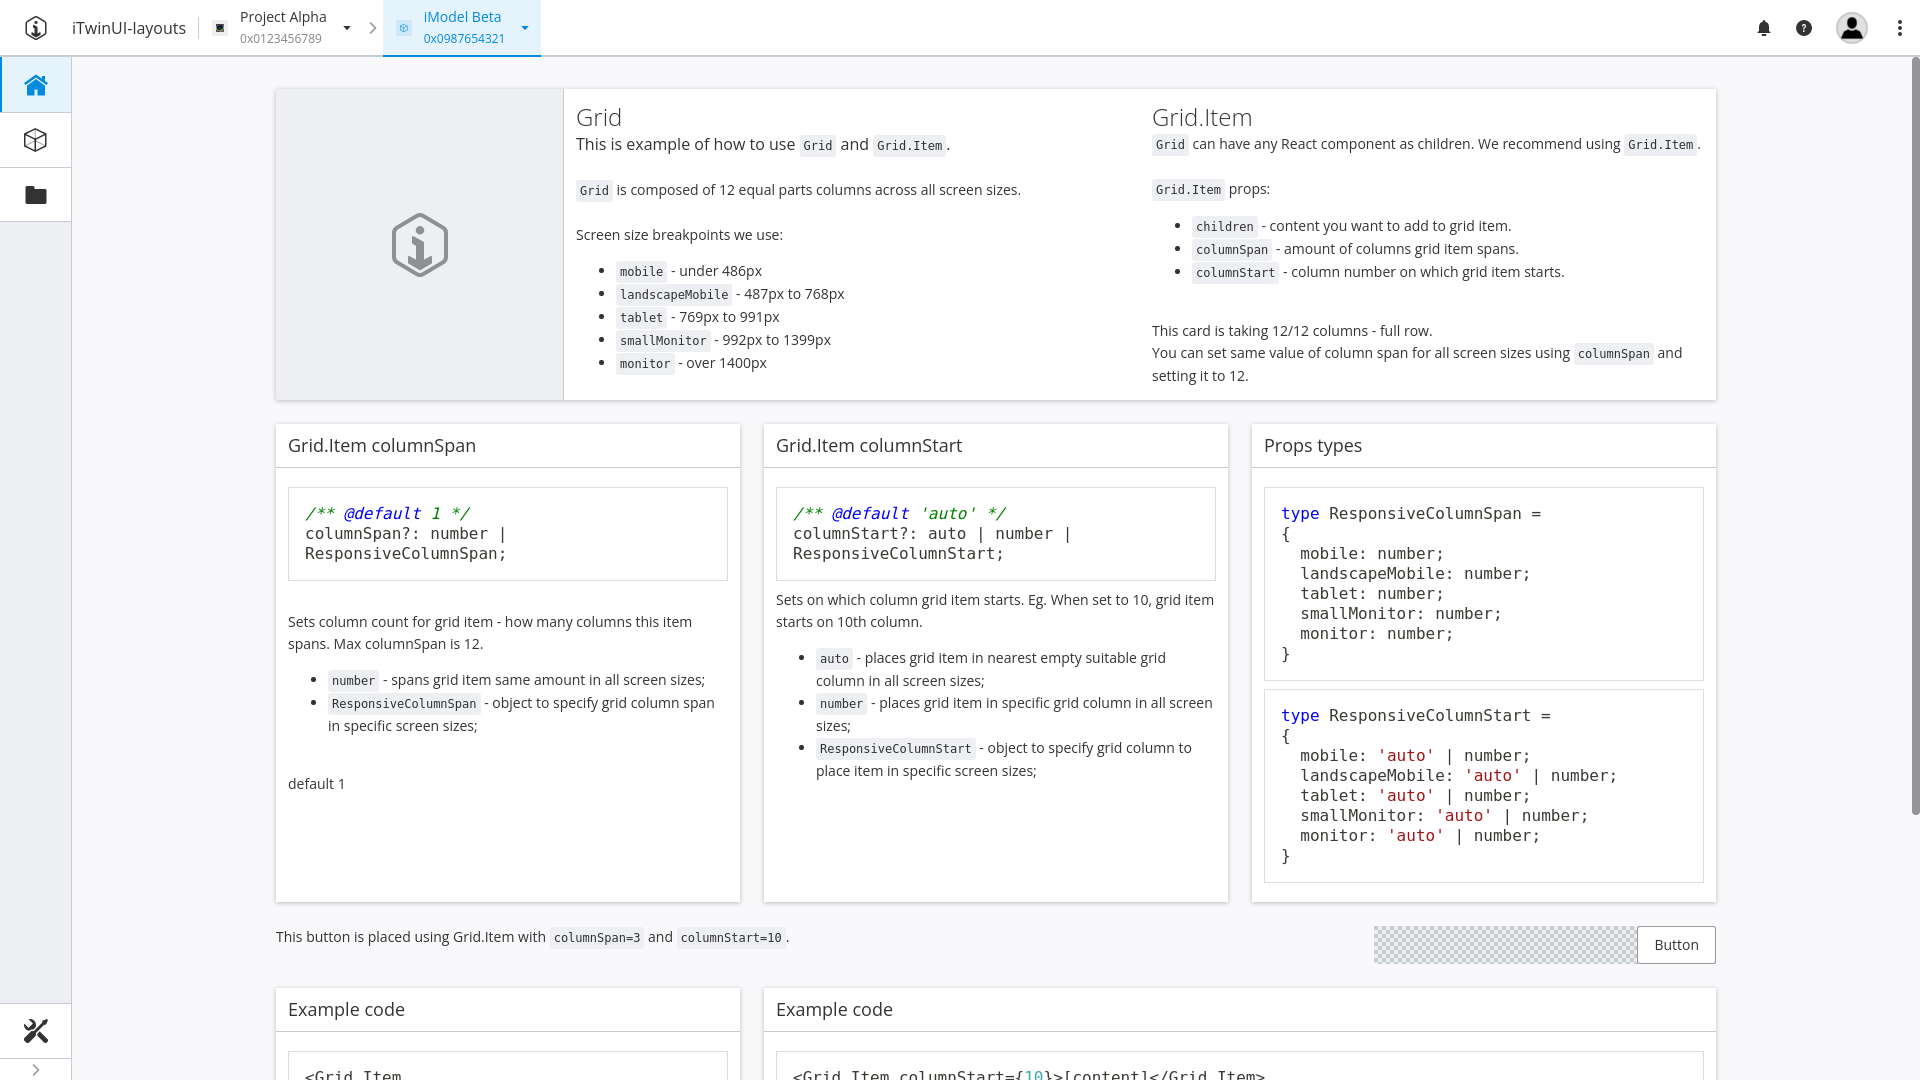 iTwinUI-layouts
Project Alpha
0x0123456789
iModel Beta
0x0987654321
Grid
This is example of how to use Grid and Grid.Item.
Grid is composed of 12 equal parts columns across all screen sizes.
Screen size breakpoints we use:
mobile - under 486px
landscapeMobile - 487px to 768px
tablet - 769px to 991px
smallMonitor - 992px to 1399px
monitor - over 1400px
Grid.Item
Grid can have any React component as children. We recommend using Grid.Item.
Grid.Item props:
children - content you want to add to grid item.
columnSpan - amount of columns grid item spans.
columnStart - column number on which grid item starts.
This card is taking 12/12 columns - full row.
You can set same value of column span for all screen sizes using columnSpan and
setting it to 12.
Grid.Item columnSpan
/** @default 1 */
columnSpan?: number |
ResponsiveColumnSpan;
Sets column count for grid item - how many columns this item
spans. Max columnSpan is 12.
number - spans grid item same amount in all screen sizes;
ResponsiveColumnSpan - object to specify grid column span
in specific screen sizes;
default 1
Grid.Item columnStart
/** @default 'auto' */
columnStart?: auto | number |
ResponsiveColumnStart;
Sets on which column grid item starts. Eg. When set to 10, grid item
starts on 10th column.
auto - places grid item in nearest empty suitable grid
column in all screen sizes;
number - places grid item in specific grid column in all screen
sizes;
ResponsiveColumnStart - object to specify grid column to
place item in specific screen sizes;
Props types
type ResponsiveColumnSpan =
{
mobile: number;
landscapeMobile: number;
tablet: number;
smallMonitor: number;
monitor: number;
}
type ResponsiveColumnStart =
{
mobile: 'auto' | number;
landscapeMobile: 'auto' | number;
tablet: 'auto' | number;
smallMonitor: 'auto' | number;
monitor: 'auto' | number;
}
This button is placed using Grid.Item with columnSpan=3 and columnStart=10.
Button
Example code
<Grid.Item
Example code
<Grid.Item columnStart={10}>[content]</Grid.Item>